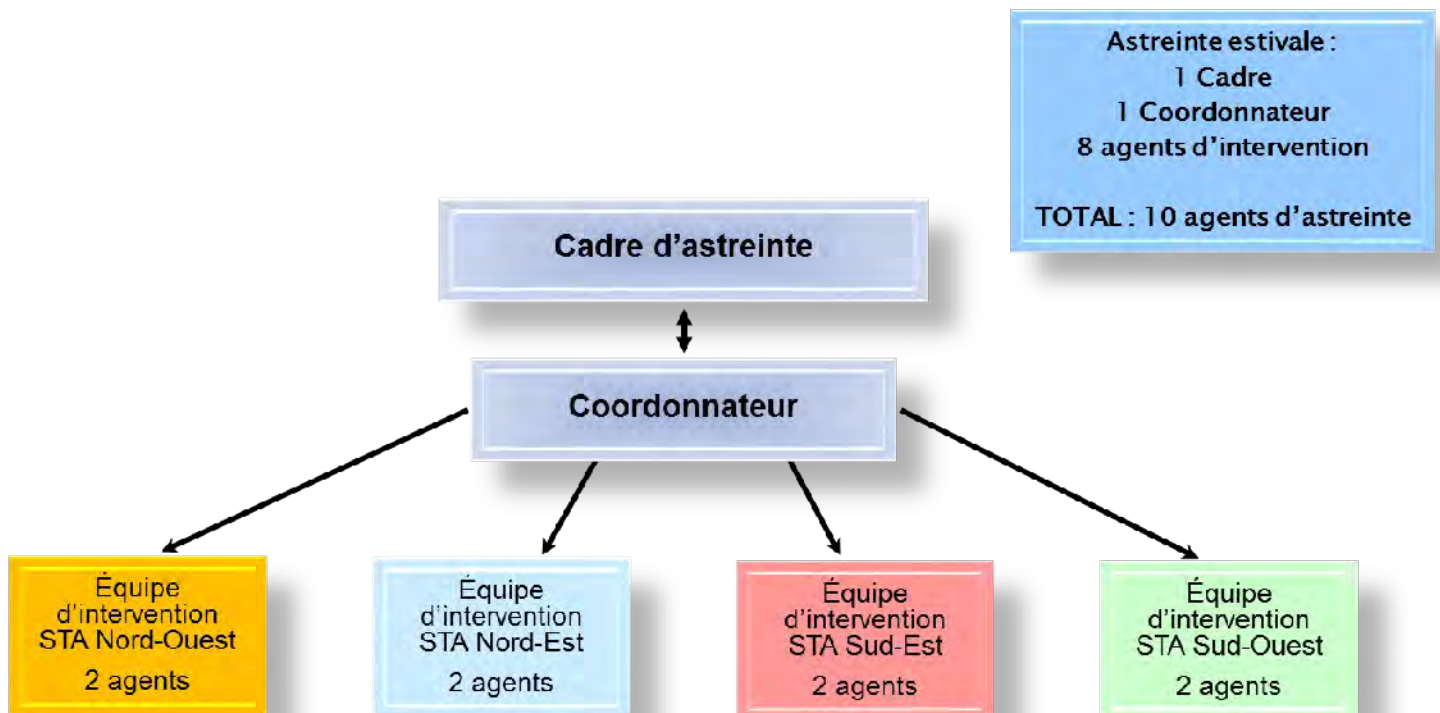 Astreinte estivale :
1 Cadre
1 Coordonnateur
8 agents d'intervention
TOTAL : 10 agents d'astreinte
Cadre d'astreinte
Coordonnateur
Équipe
d'intervention
STA Nord-Ouest
2 agents
Équipe
d'intervention
STA Nord-Est
2 agents
Équipe
d'intervention
STA Sud-Est
2 agents
Équipe
d'intervention
STA Sud-Ouest
2 agents